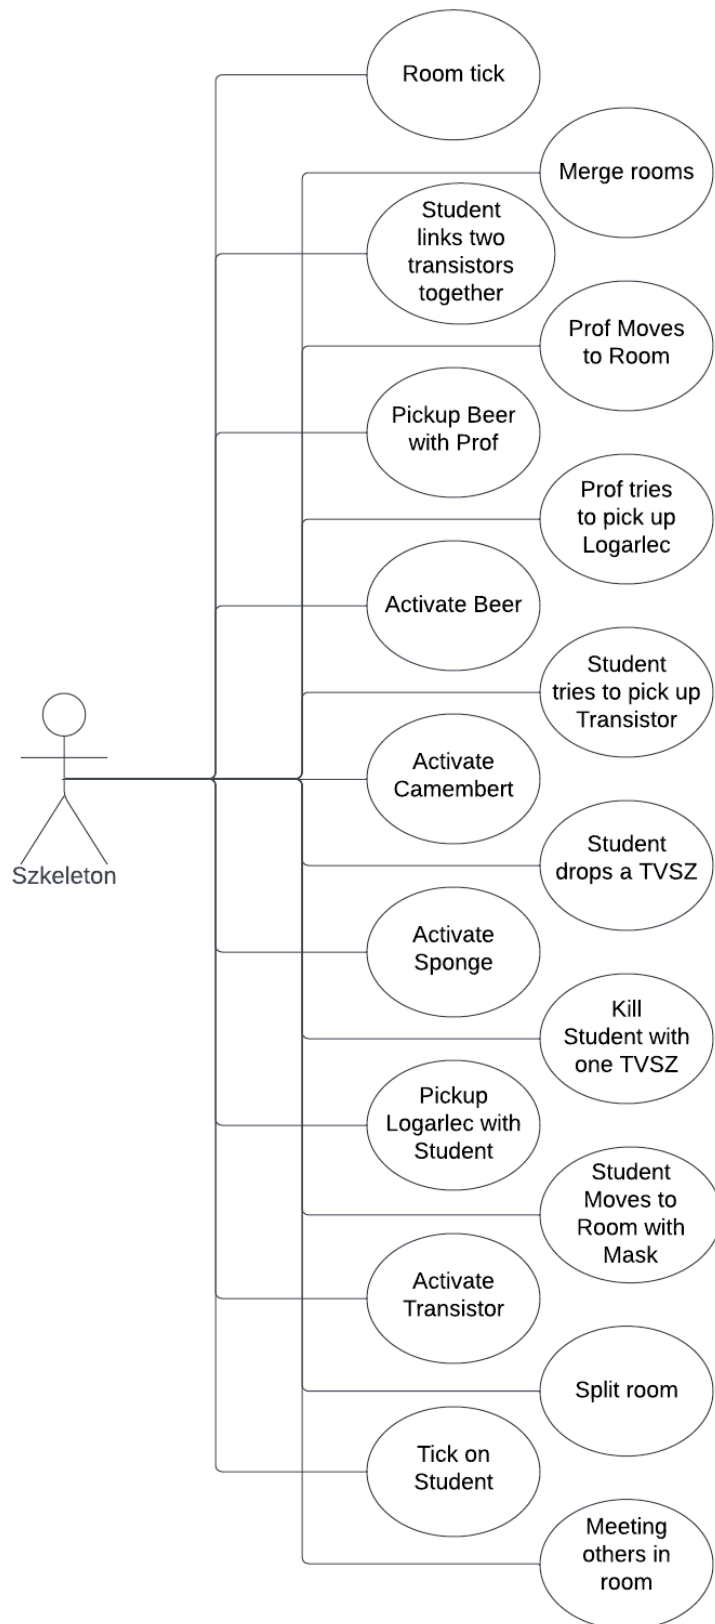 Room tick
Merge rooms
Student
links two
transistors
together
Prof Moves
to Room
Pickup Beer
with Prof
Prof tries
to pick up
Logarlec
Activate Beer
Student
tries to pick up
Transistor
Activate
Camembert
Szkeleton
Student
drops a TVSZ
Activate
Sponge
Kill
Student with
one TVSZ
Pickup
Logarlec with
Student
Student
Moves to
Room with
Mask
Activate
Transistor
Split room
Tick on
Student
Meeting
others in
room